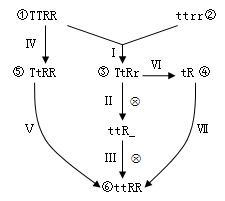 ①TTRR ttrr②
Ⅳ Ⅰ
⑤ TtRR ③ TtRr Ⅵ tR ④
Ⅱ ⊗
Ⅴ ttR_ Ⅶ
Ⅲ ⊗
⑥ttRR